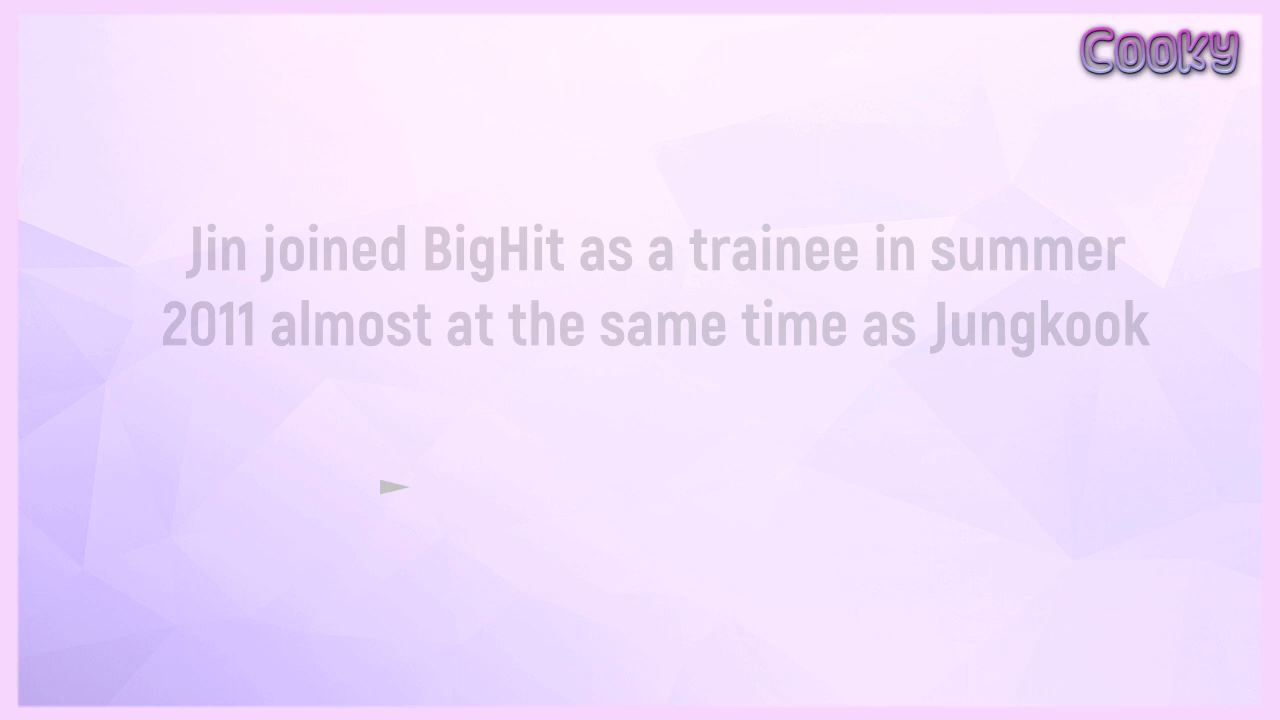 Cooky
Jin joined BigHit as a trainee in summer
2011 almost at the same time as Jungkook